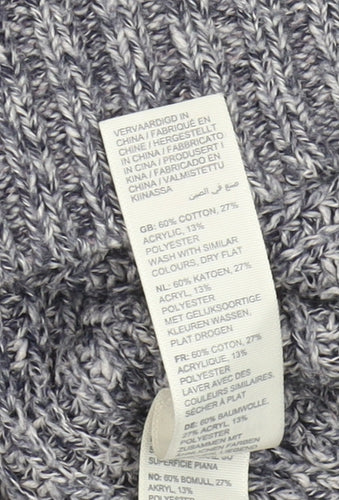 VERVAARDIGD IN
CHINA / FABRIQUÉ EN
CHINE / HERGESTELLT
IN CHINA / FABBRICATO
IN CINA / PRODUSERT I
KINA / FABRICADO EN
CHINA / VALMISTETTU
KIINASSA
صنع في الصين
GB: 60% COTTON, 27%
ACRYLIC, 13%
POLYESTER
WASH WITH SIMILAR
COLOURS, DRY FLAT
NL: 60% KATOEN, 27%
ACRYL, 13%
POLYESTER
MET GELIJKSOORTIGE
KLEUREN WASSEN,
PLAT DROGEN
FR: 60% COTON, 27%
ACRYLIQUE, 13%
POLYESTER
LAVER AVEC DES
COULEURS SIMILAIRES,
SÉCHER À PLAT
DE: 60% BAUMWOLLE,
27% ACRYL, 13%
POLYESTER
ZUSAMMEN MIT
SUPERFICIE PIANA
NO: 60% BOMULL, 27%
AKRYL, 13%